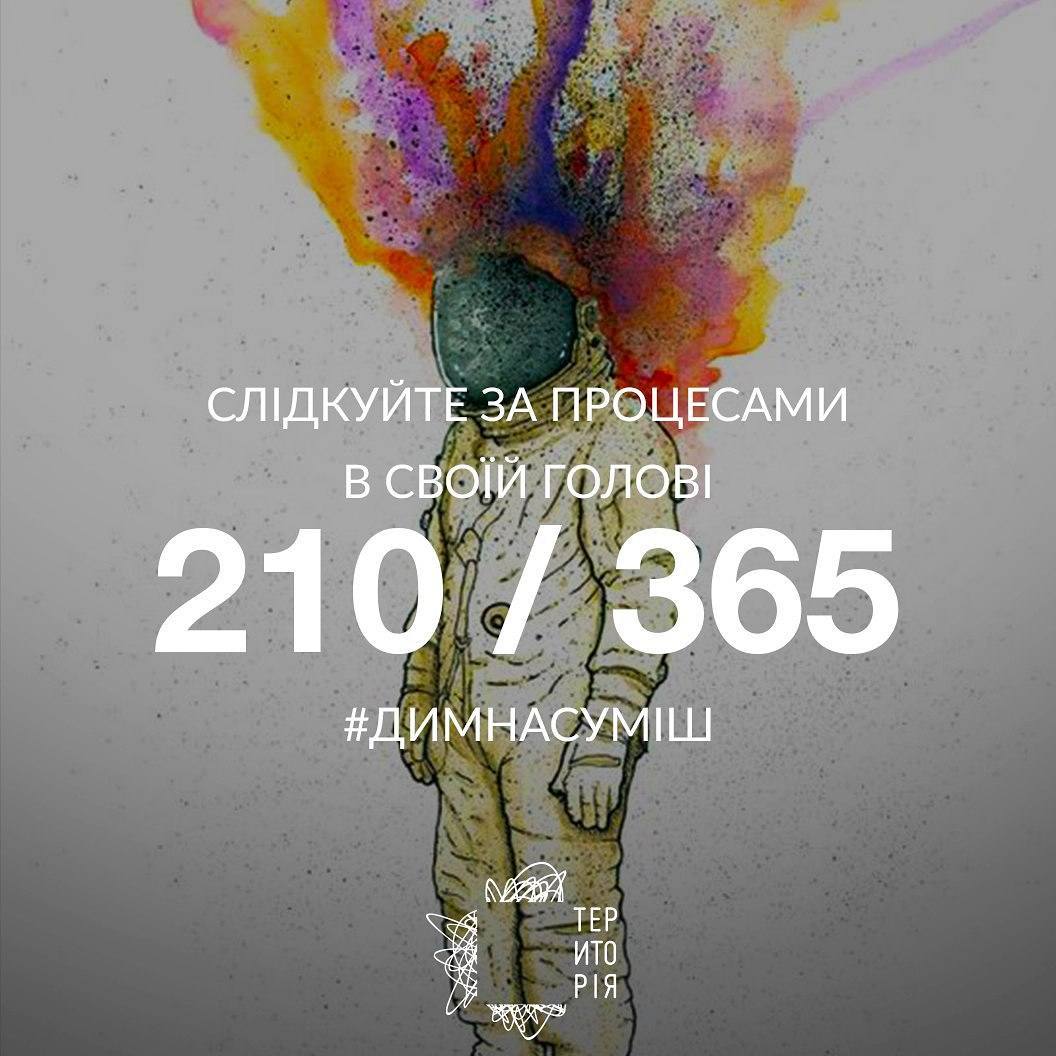 СЛІДКУЙТЕ ЗА ПРОЦЕСАМИ
В СВОЇЙ ГОЛОВІ
210 / 365
#ДИМНАСУМІШ
ТЕР
ИТО
РІЯ